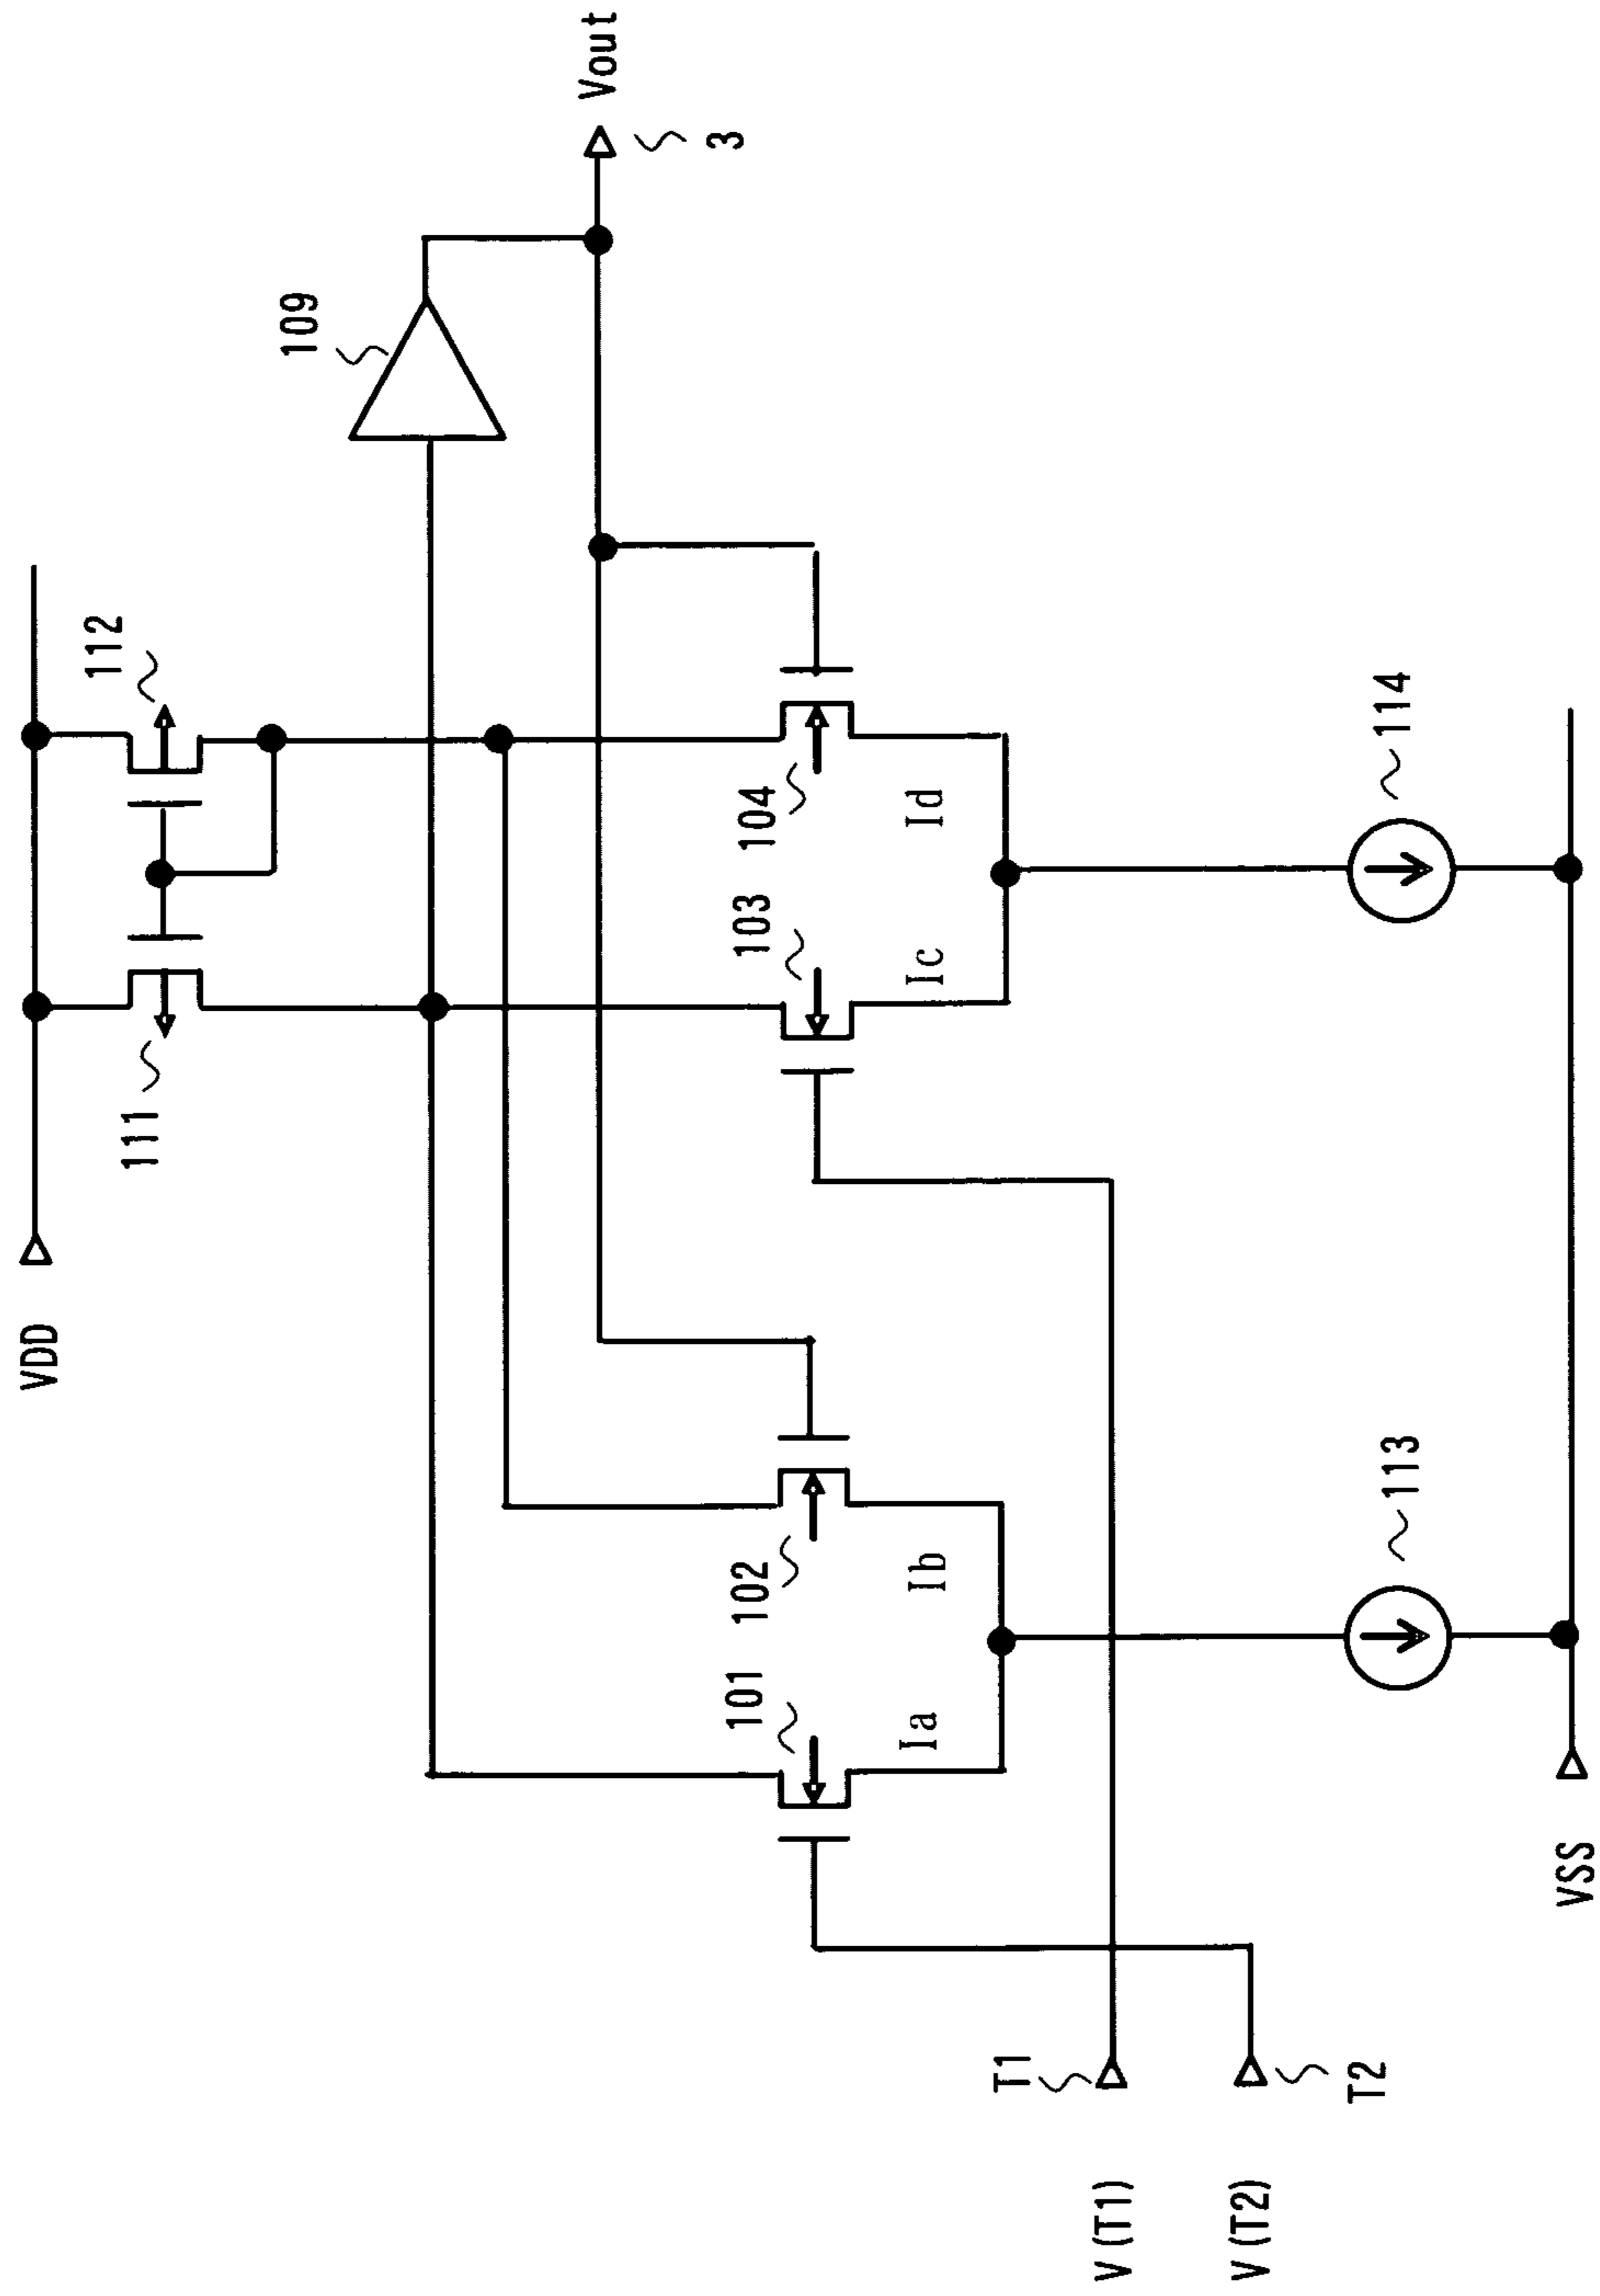 VDD
111
112
109
Vout
3
101
102
103
104
Ia
Ib
Ic
Id
T1
V (T1)
V (T2)
T2
113
114
VSS